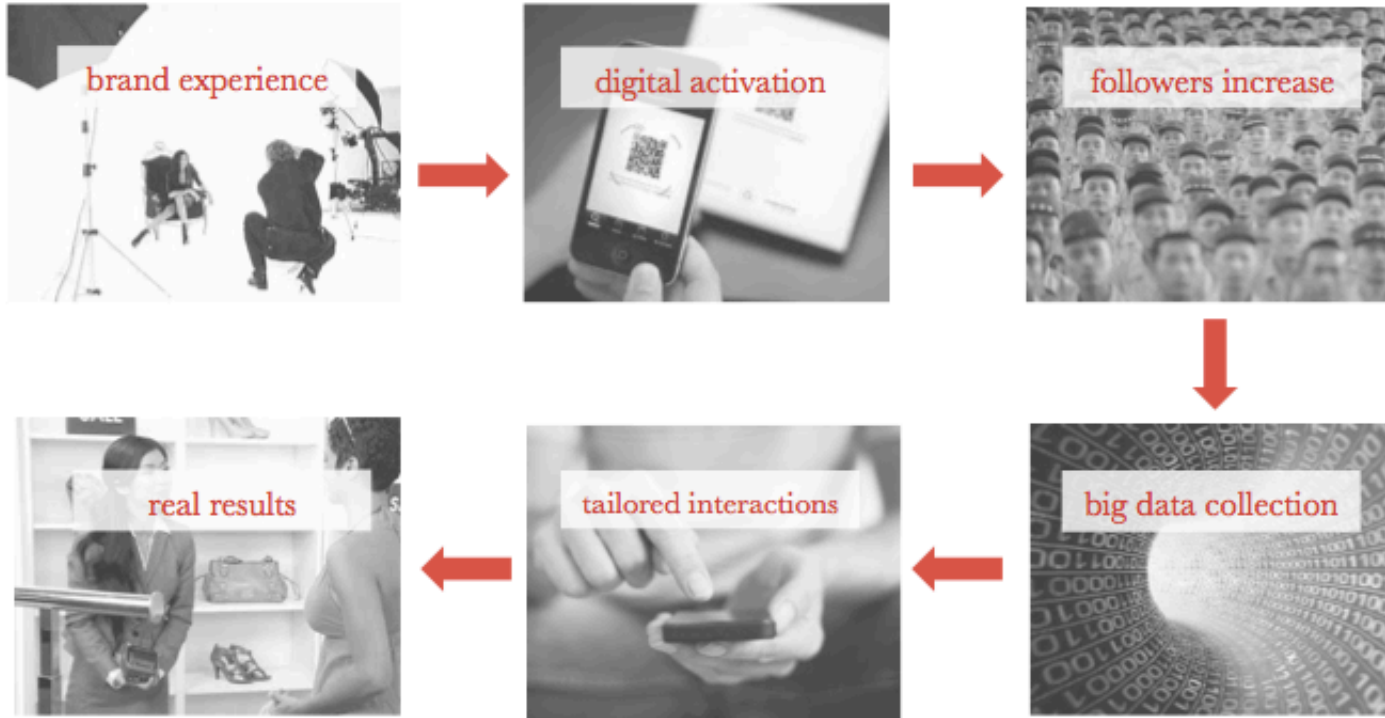 brand experience
digital activation
followers increase
big data collection
tailored interactions
real results